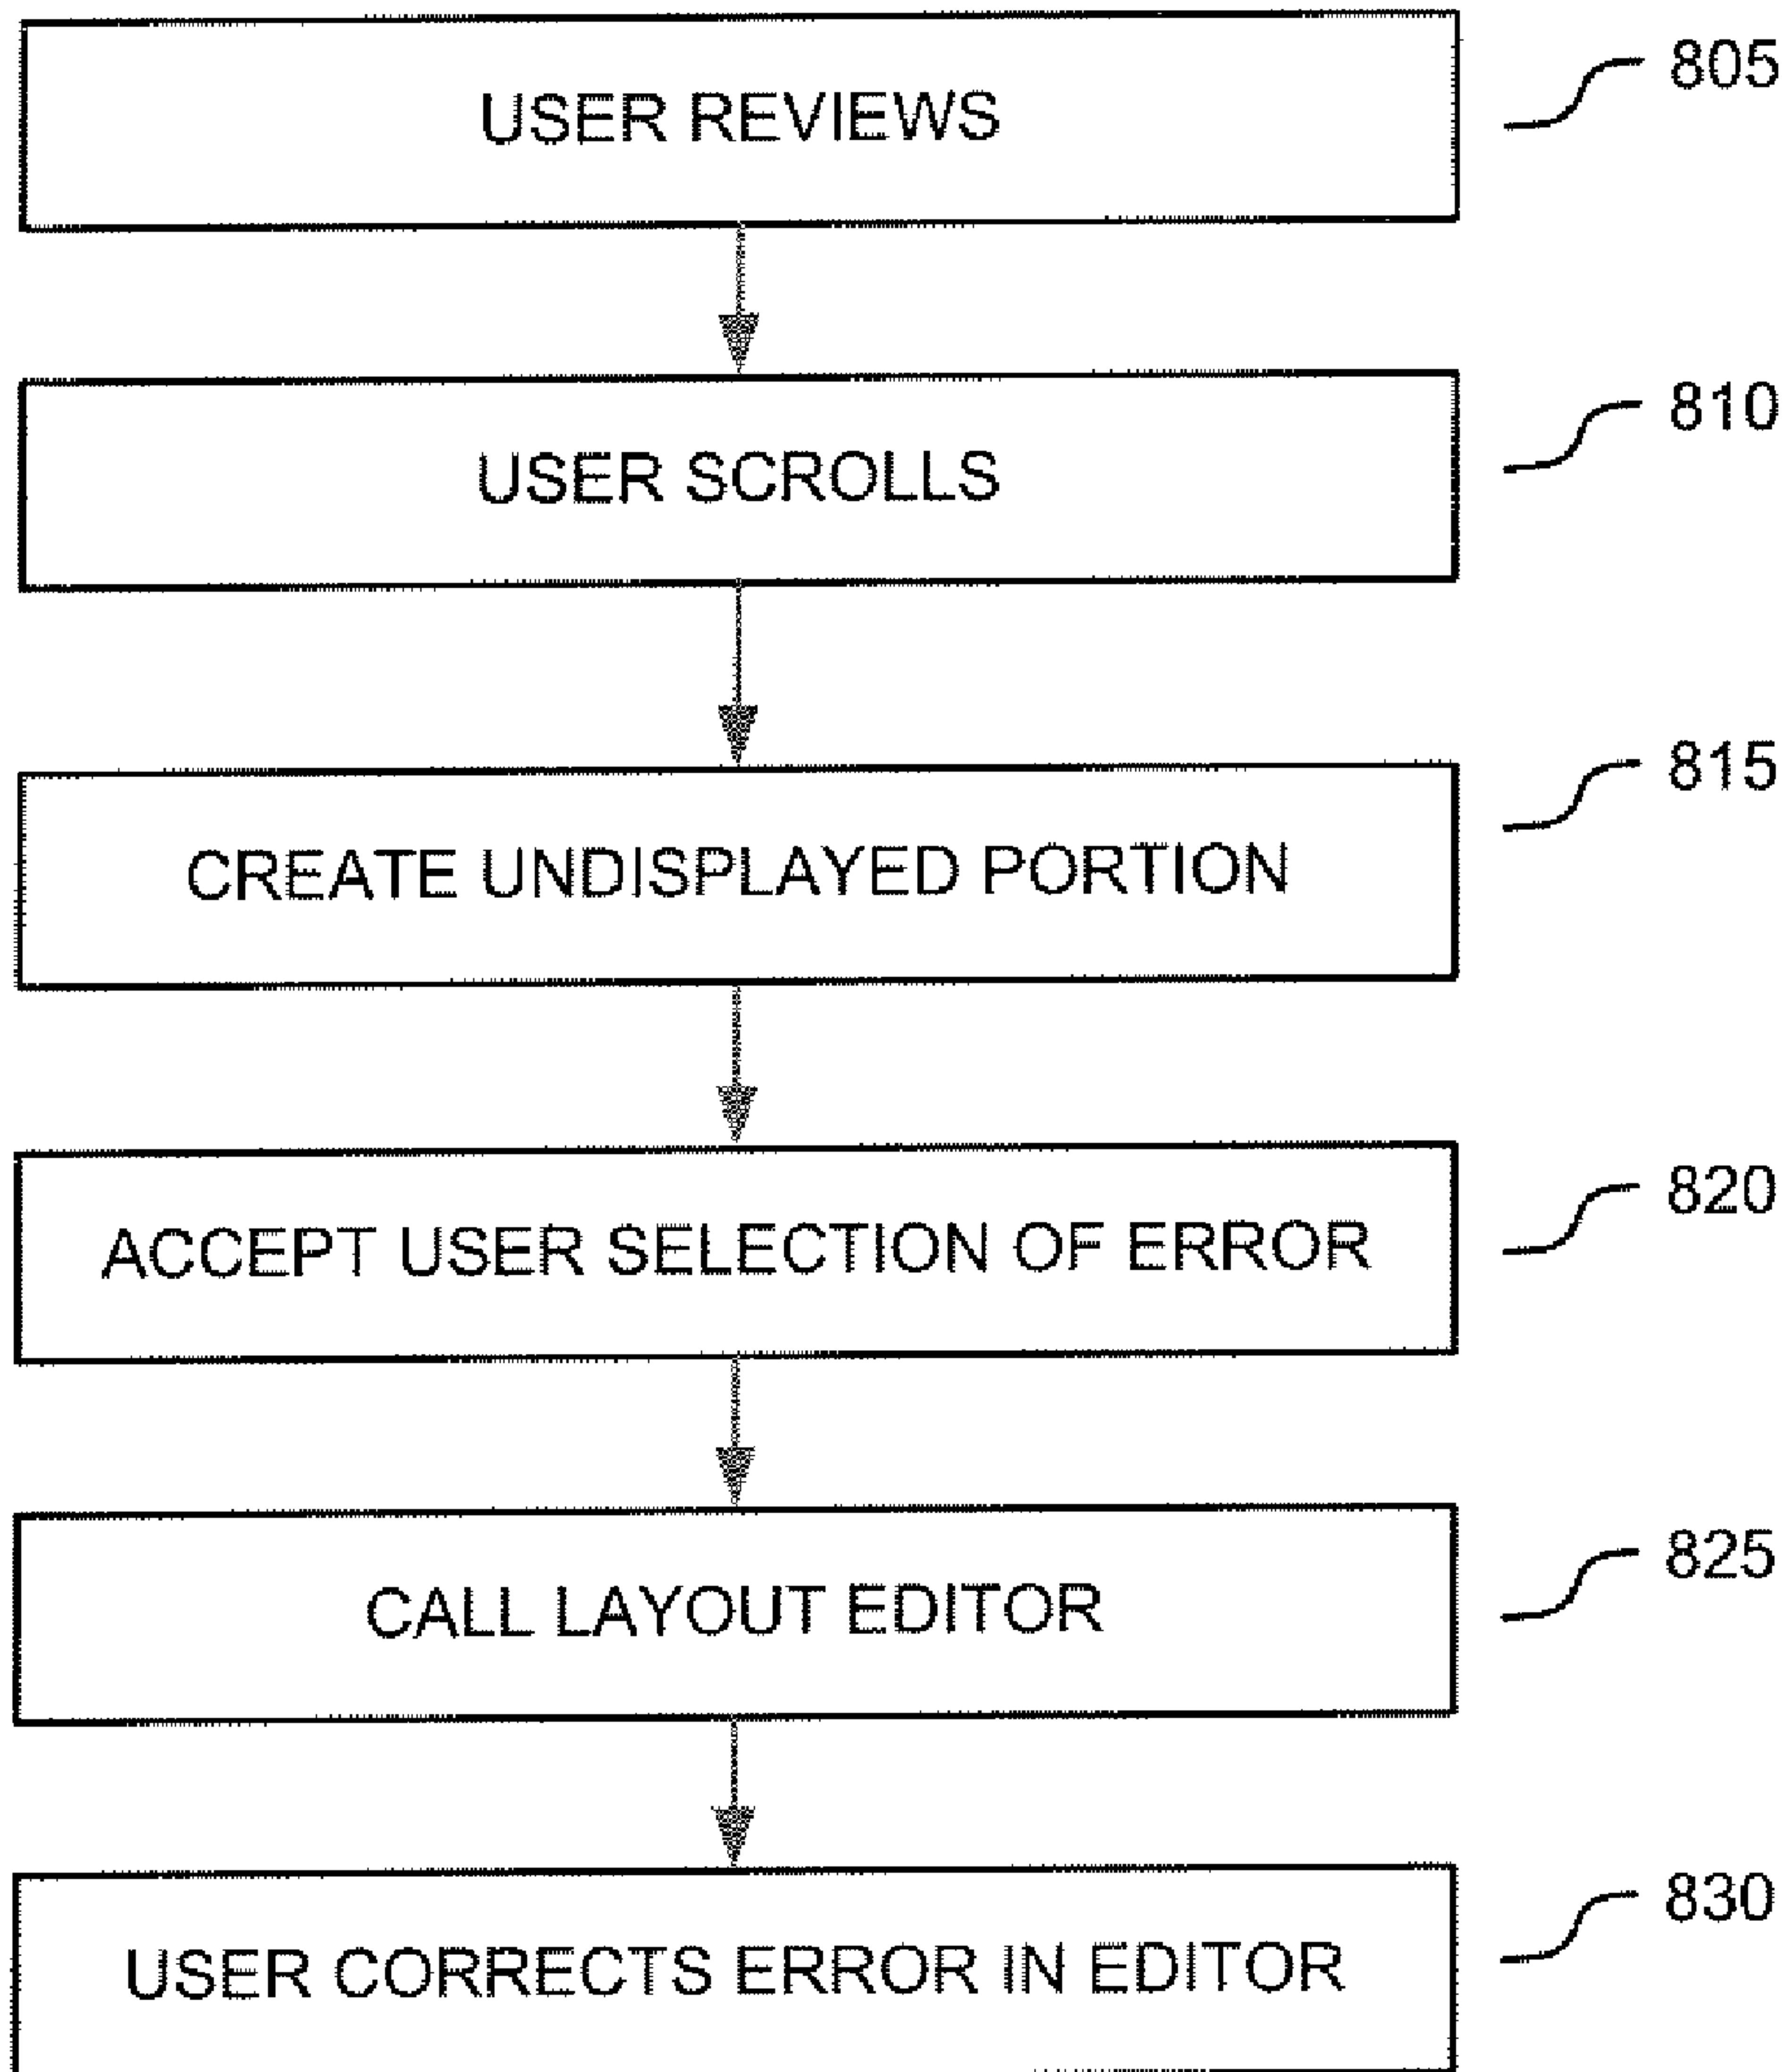 USER REVIEWS
805
USER SCROLLS
810
CREATE UNDISPLAYED PORTION
815
ACCEPT USER SELECTION OF ERROR
820
CALL LAYOUT EDITOR
825
USER CORRECTS ERROR IN EDITOR
830